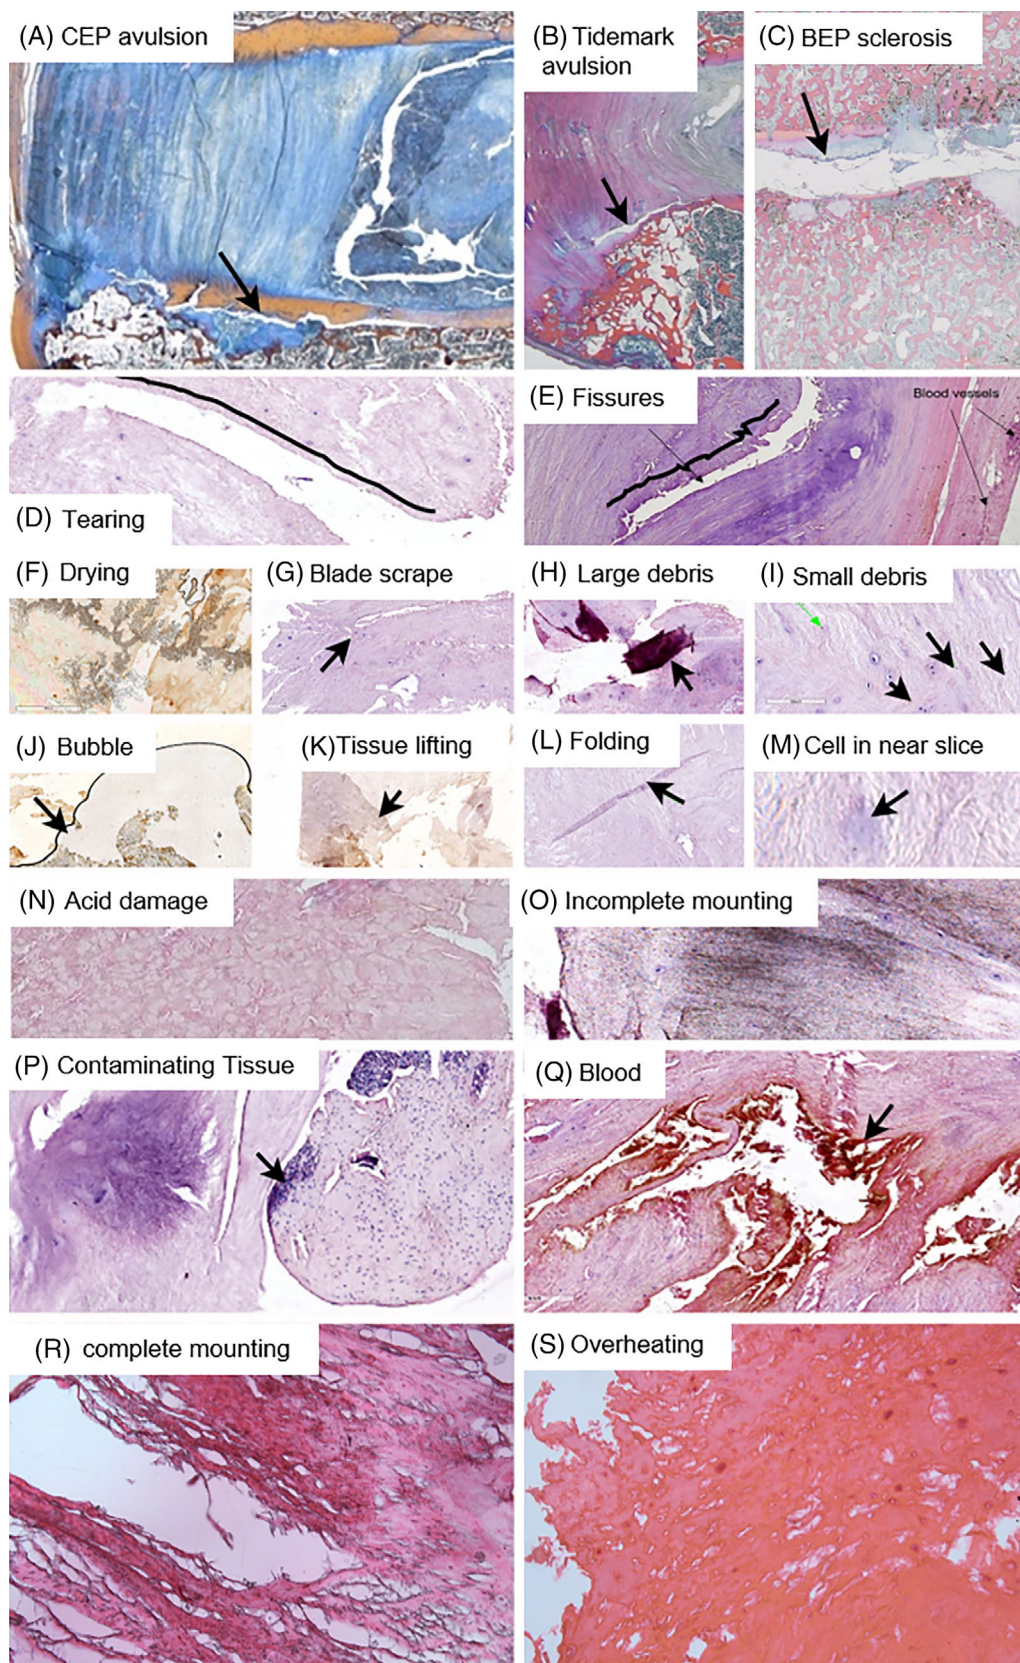 (A) CEP avulsion
(B) Tidemark
avulsion
(C) BEP sclerosis
(D) Tearing
(E) Fissures
Blood vessels
(F) Drying
(G) Blade scrape
(H) Large debris
(I) Small debris
(J) Bubble
(K) Tissue lifting
(L) Folding
(M) Cell in near slice
(N) Acid damage
(O) Incomplete mounting
(P) Contaminating Tissue
(Q) Blood
(R) complete mounting
(S) Overheating